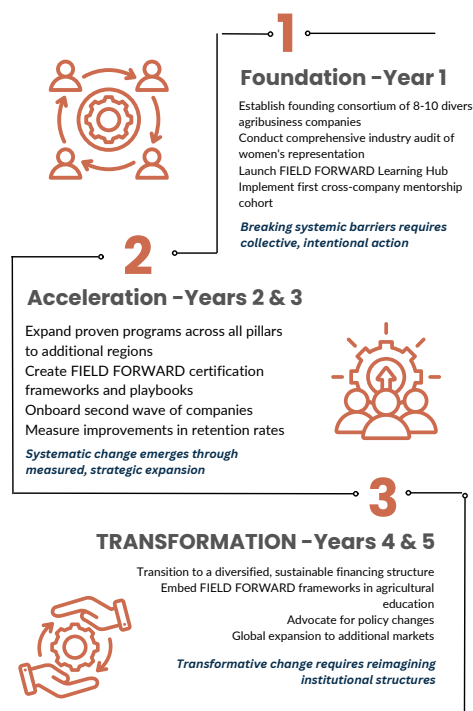 1
Foundation -Year 1
Establish founding consortium of 8-10 divers
agribusiness companies
Conduct comprehensive industry audit of
women's representation
Launch FIELD FORWARD Learning Hub
Implement first cross-company mentorship
cohort
Breaking systemic barriers requires
collective, intentional action
2
Acceleration -Years 2 & 3
Expand proven programs across all pillars
to additional regions
Create FIELD FORWARD certification
frameworks and playbooks
Onboard second wave of companies
Measure improvements in retention rates
Systematic change emerges through
measured, strategic expansion
3
TRANSFORMATION -Years 4 & 5
Transition to a diversified, sustainable financing structure
Embed FIELD FORWARD frameworks in agricultural
education
Advocate for policy changes
Global expansion to additional markets
Transformative change requires reimagining
institutional structures